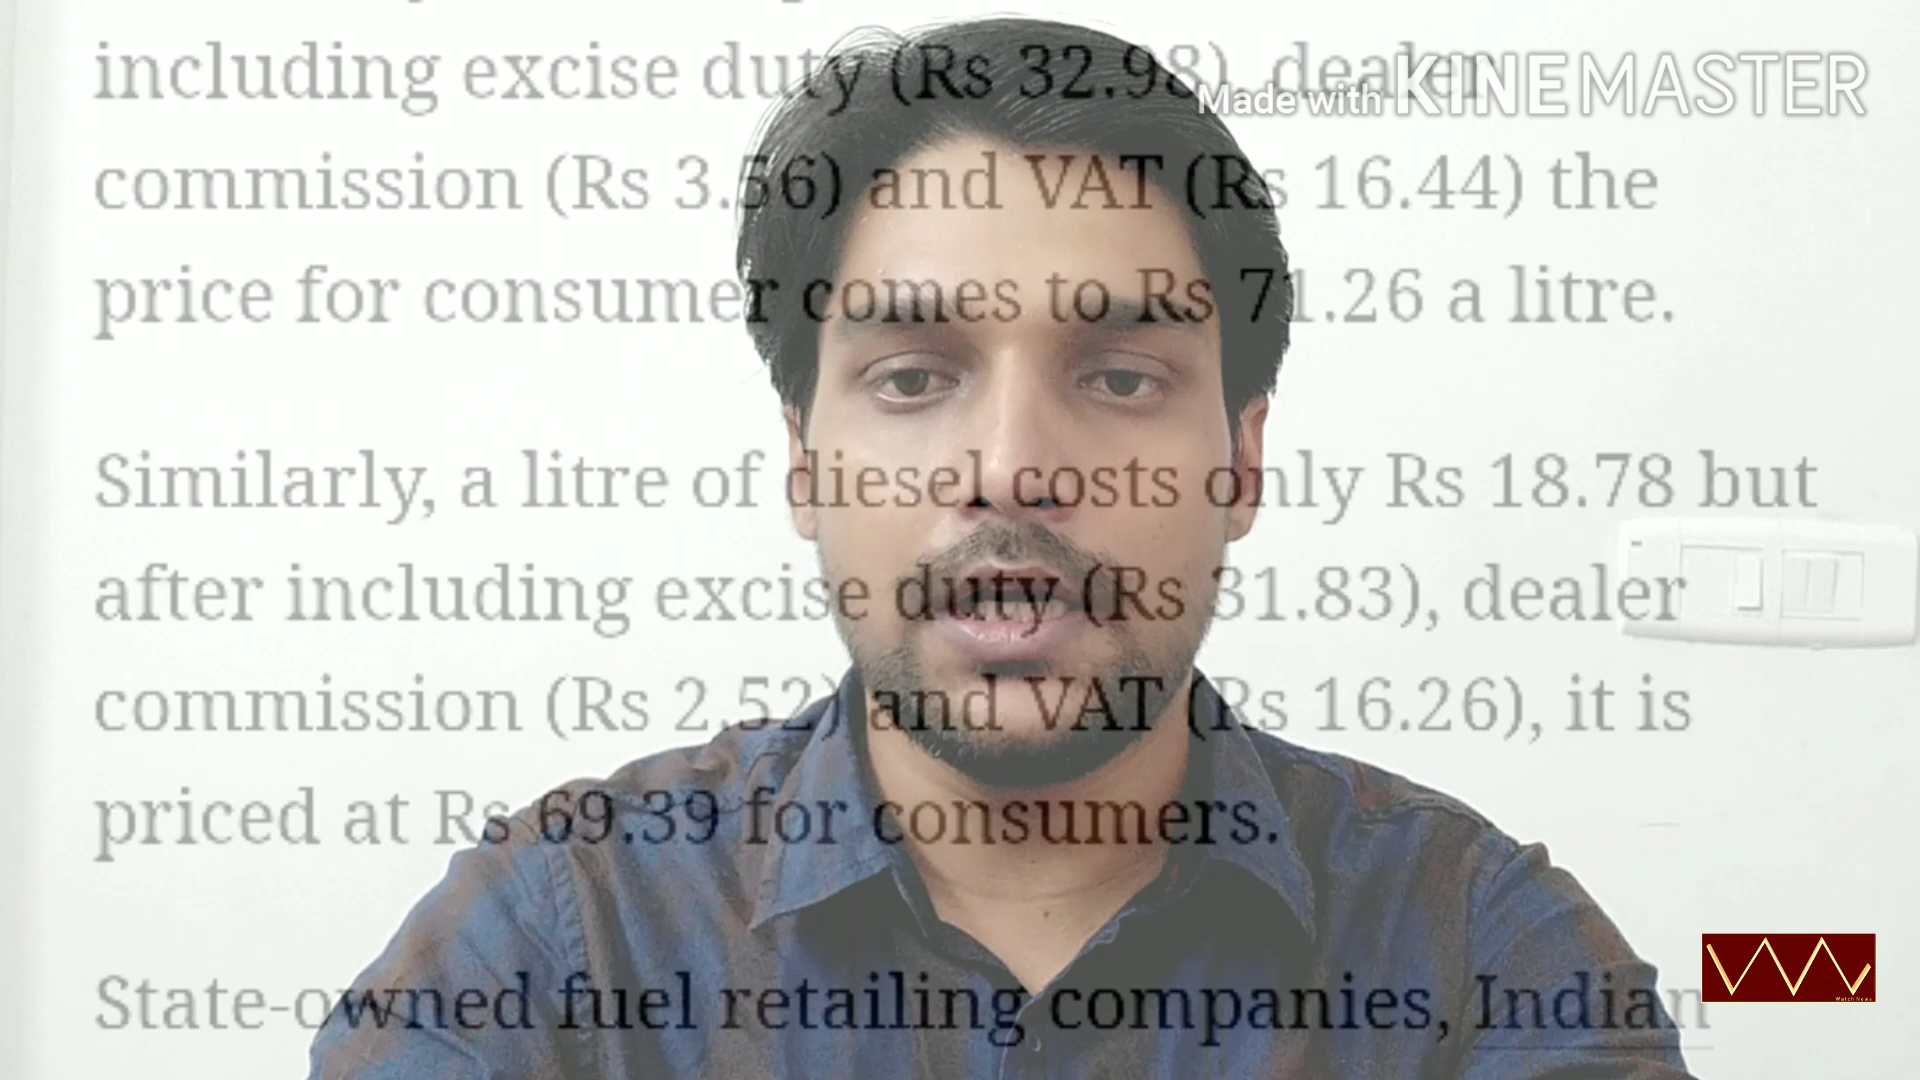 including excise duty (Rs 32.98), dealer
Made with KINEMASTER
commission (Rs 3.56) and VAT (Rs 16.44) the
price for consumer comes to Rs 71.26 a litre.
Similarly, a litre of diesel costs only Rs 18.78 but
after including excise duty (Rs 31.83), dealer
commission (Rs 2.52) and VAT (Rs 16.26), it is
priced at Rs 69.39 for consumers.
State-owned fuel retailing companies, Indian
Watch News